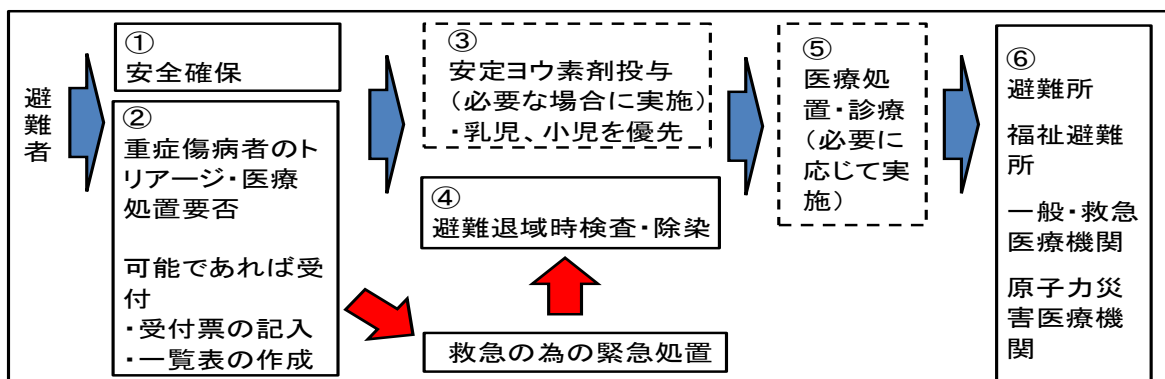 避難者
①
安全確保
②
重症傷病者のト
リアージ・医療
処置要否
可能であれば受
付
・受付票の記入
・一覧表の作成
③
安定ヨウ素剤投与
（必要な場合に実施）
・乳児、小児を優先
④
避難退域時検査・除染
救急の為の緊急処置
⑤
医療処
置・診療
（必要に
応じて実
施）
⑥
避難所
福祉避難
所
一般・救急
医療機関
原子力災
害医療機
関